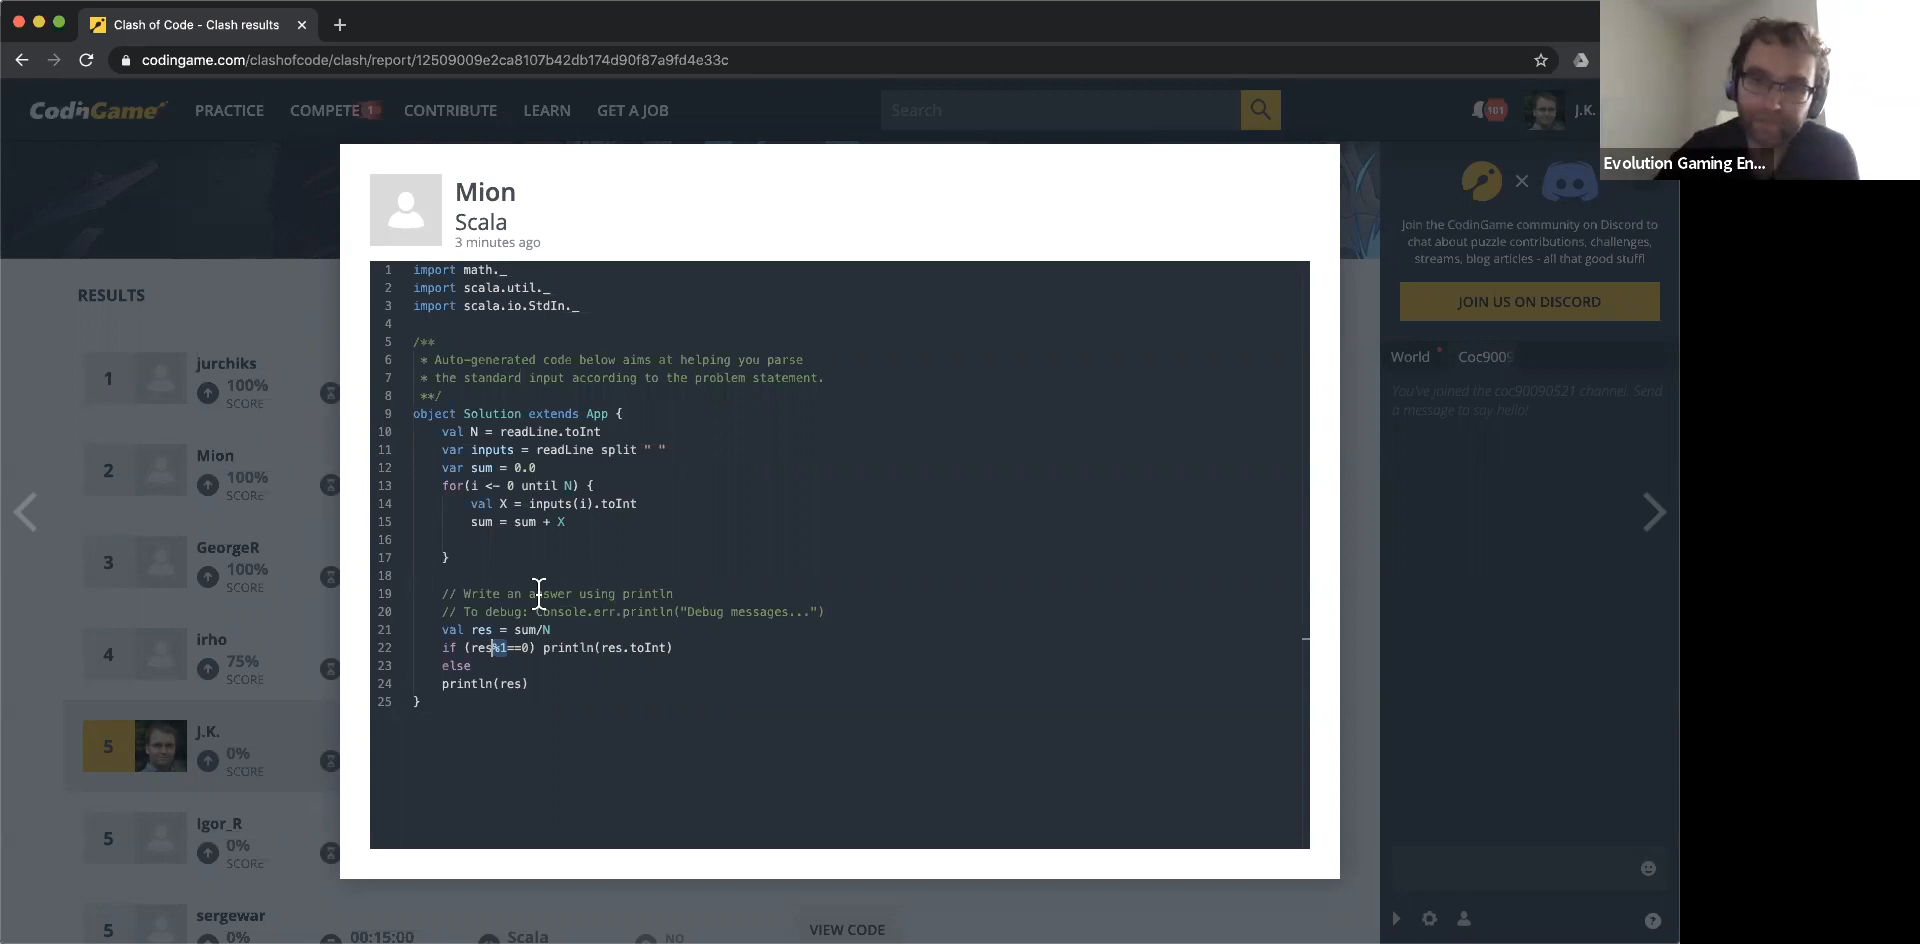 Clash of Code - Clash results
codingame.com/clashofcode/clash/report/12509009e2ca8107b42db174d90f87a9fd4e33c
CodinGame
PRACTICE
COMPETE 1
CONTRIBUTE
LEARN
GET A JOB
Search
101
J.K.
Evolution Gaming En...
Mion
Scala
3 minutes ago
1 import math._
2 import scala.util._
3 import scala.io.StdIn._
4
5 /**
6 * Auto-generated code below aims at helping you parse
7 * the standard input according to the problem statement.
8 **/
9 object Solution extends App {
10 val N = readLine.toInt
11 var inputs = readLine split " "
12 var sum = 0.0
13 for(i <- 0 until N) {
14 val X = inputs(i).toInt
15 sum = sum + X
16
17 }
18
19 // Write an answer using println
20 // To debug: Console.err.println("Debug messages...")
21 val res = sum/N
22 if (res%1==0) println(res.toInt)
23 else
24 println(res)
25 }
RESULTS
1
jurchiks
100%
SCORE
2
Mion
100%
SCORE
3
GeorgeR
100%
SCORE
4
irho
75%
SCORE
5
J.K.
0%
SCORE
5
Igor_R
0%
SCORE
5
sergewar
0%
00:15:00
Scala
NO
VIEW CODE
Join the CodinGame community on Discord to
chat about puzzle contributions, challenges,
streams, blog articles - all that good stuff!
JOIN US ON DISCORD
World
Coc9009
You've joined the coc90090521 channel. Send
a message to say hello!